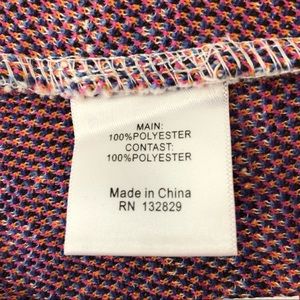 MAIN:
100%POLYESTER
CONTAST:
100%POLYESTER
Made in China
RN 132829